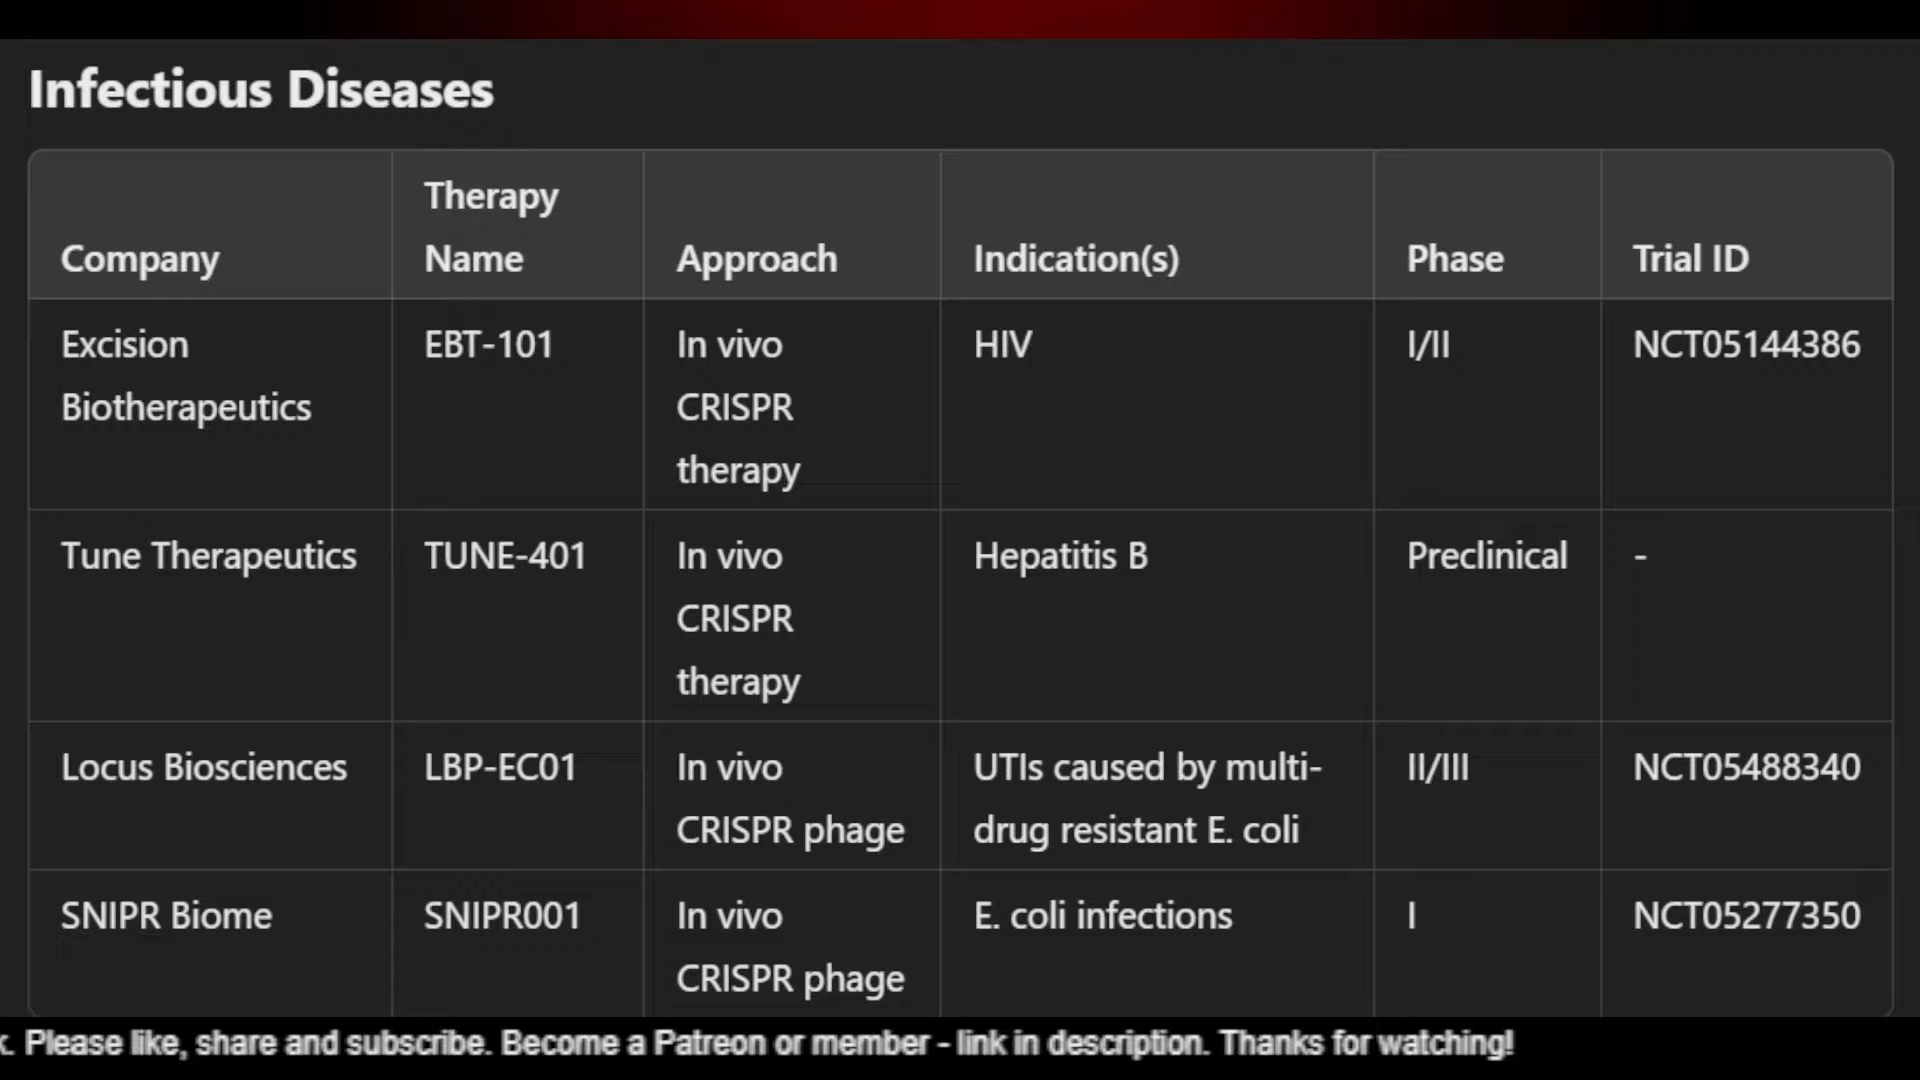 Infectious Diseases
Therapy
Company Name Approach Indication(s) Phase Trial ID
Excision EBT-101 In vivo HIV I/II NCT05144386
Biotherapeutics CRISPR
therapy
Tune Therapeutics TUNE-401 In vivo Hepatitis B Preclinical -
CRISPR
therapy
Locus Biosciences LBP-EC01 In vivo UTIs caused by multi- II/III NCT05488340
CRISPR phage drug resistant E. coli
SNIPR Biome SNIPR001 In vivo E. coli infections I NCT05277350
CRISPR phage
. Please like, share and subscribe. Become a Patreon or member - link in description. Thanks for watching!